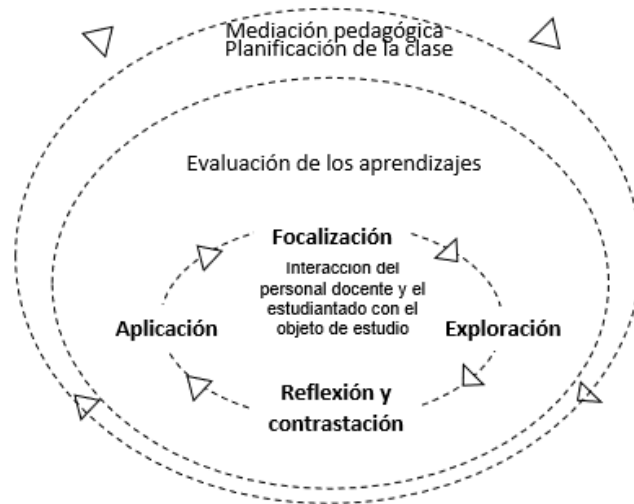 Mediación pedagógica
Planificación de la clase
Evaluación de los aprendizajes
Focalización
Interacción del
personal docente y el
estudiantado con el
objeto de estudio
Aplicación
Exploración
Reflexión y
contrastación